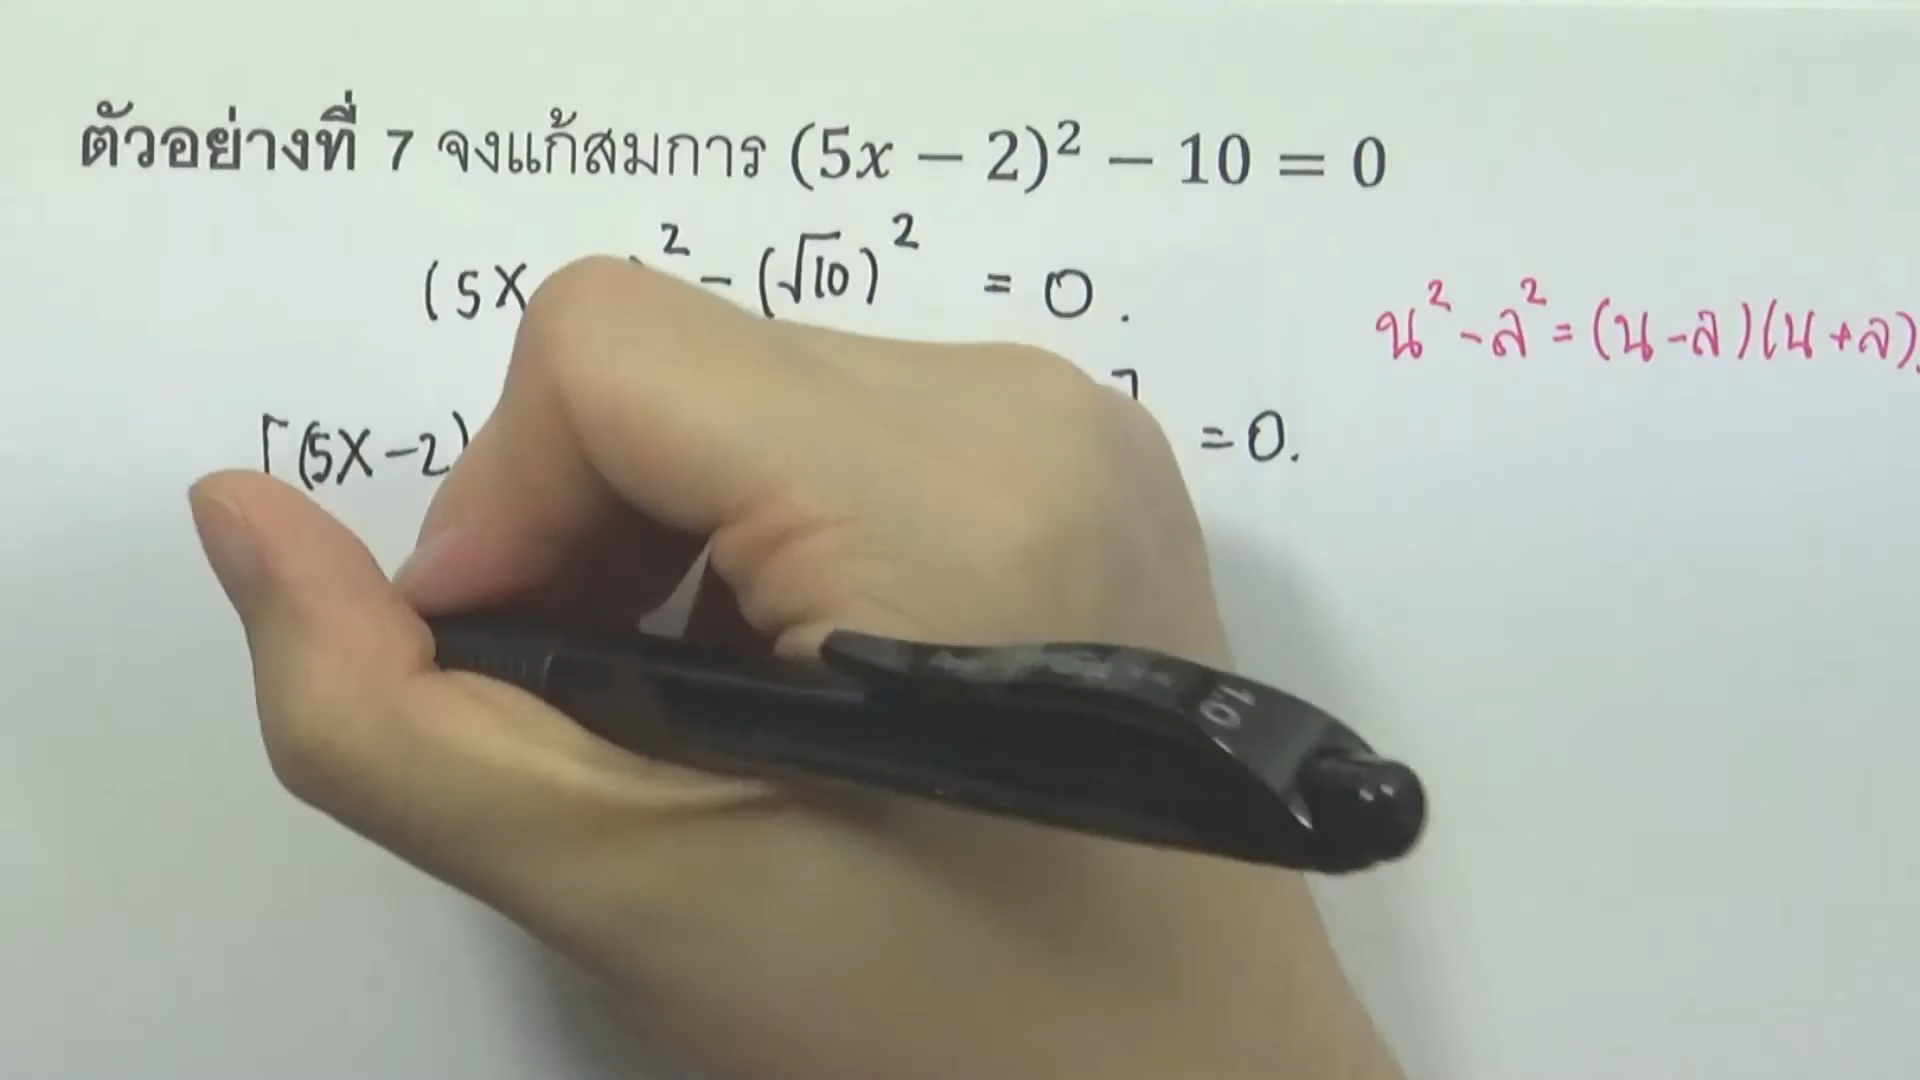 ตัวอย่างที่ 7 จงแก้สมการ (5x − 2)² − 10 = 0
(5X )² − (√10)² = 0.
น² − ล² = (น − ล)(น + ล).
[(5X − 2) ] = 0.
1.0